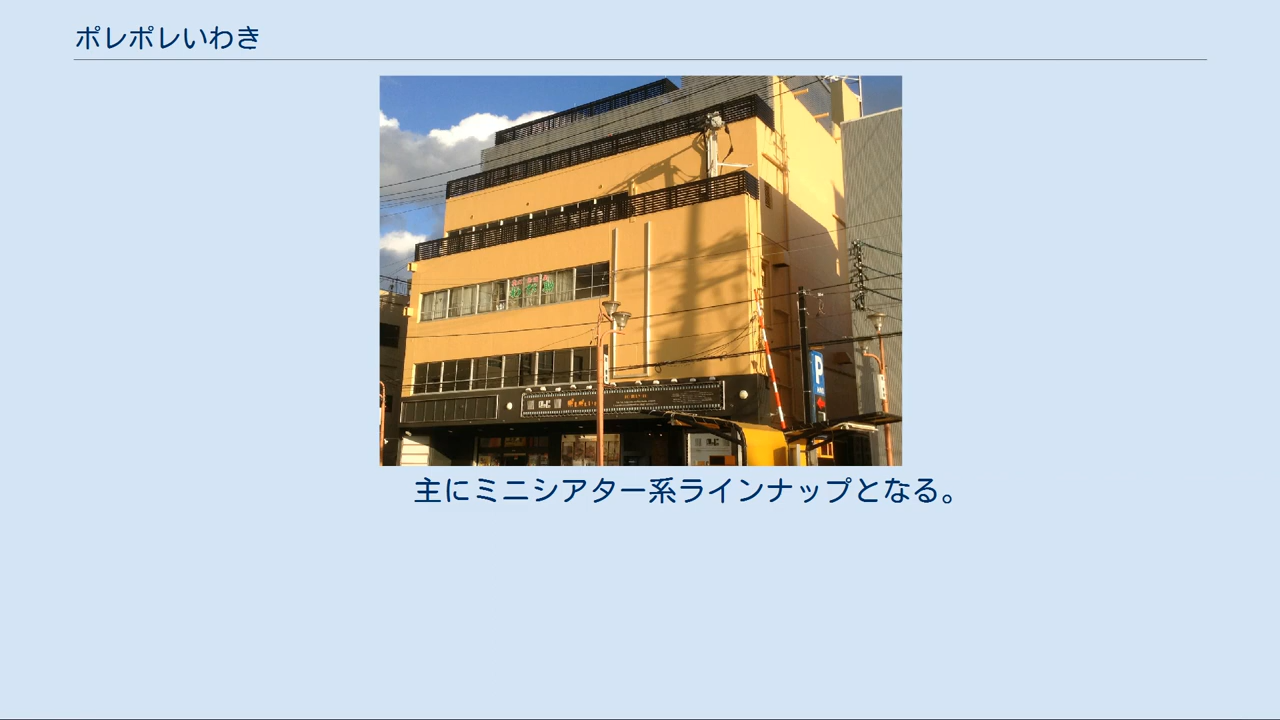 ポレポレいわき
P
主にミニシアター系ラインナップとなる。